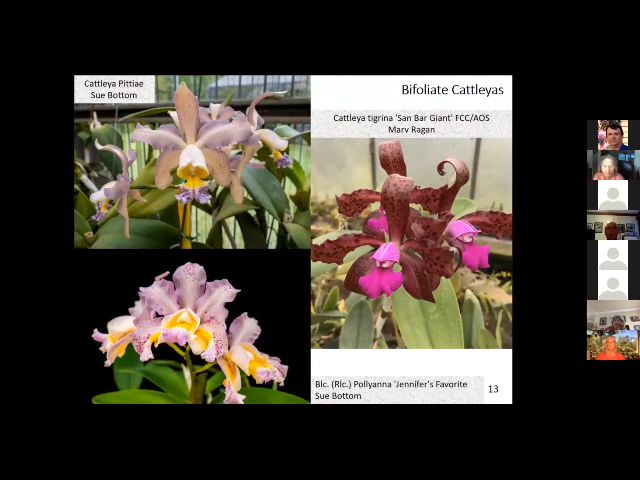 Cattleya Pittiae
Sue Bottom
Bifoliate Cattleyas
Cattleya tigrina 'San Bar Giant' FCC/AOS
Marv Ragan
Blc. (Rlc.) Pollyanna 'Jennifer's Favorite
Sue Bottom
13